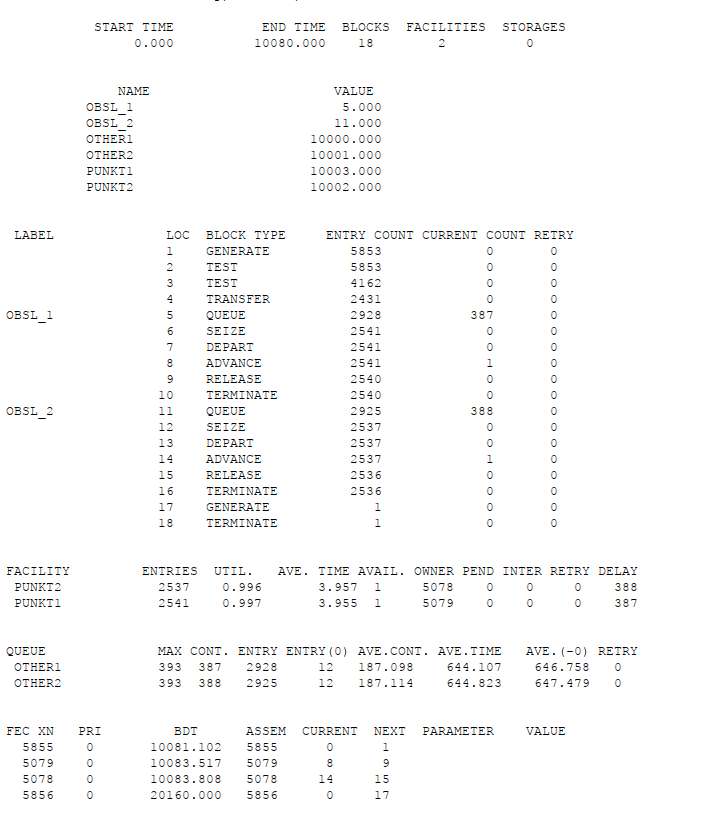 START TIME END TIME BLOCKS FACILITIES STORAGES
0.000 10080.000 18 2 0
NAME VALUE
OBSL_1 5.000
OBSL_2 11.000
OTHER1 10000.000
OTHER2 10001.000
PUNKT1 10003.000
PUNKT2 10002.000
LABEL LOC BLOCK TYPE ENTRY COUNT CURRENT COUNT RETRY
1 GENERATE 5853 0 0
2 TEST 5853 0 0
3 TEST 4162 0 0
4 TRANSFER 2431 0 0
OBSL_1 5 QUEUE 2928 387 0
6 SEIZE 2541 0 0
7 DEPART 2541 0 0
8 ADVANCE 2541 1 0
9 RELEASE 2540 0 0
10 TERMINATE 2540 0 0
OBSL_2 11 QUEUE 2925 388 0
12 SEIZE 2537 0 0
13 DEPART 2537 0 0
14 ADVANCE 2537 1 0
15 RELEASE 2536 0 0
16 TERMINATE 2536 0 0
17 GENERATE 1 0 0
18 TERMINATE 1 0 0
FACILITY ENTRIES UTIL. AVE. TIME AVAIL. OWNER PEND INTER RETRY DELAY
PUNKT2 2537 0.996 3.957 1 5078 0 0 0 388
PUNKT1 2541 0.997 3.955 1 5079 0 0 0 387
QUEUE MAX CONT. ENTRY ENTRY(0) AVE.CONT. AVE.TIME AVE.(-0) RETRY
OTHER1 393 387 2928 12 187.098 644.107 646.758 0
OTHER2 393 388 2925 12 187.114 644.823 647.479 0
FEC XN PRI BDT ASSEM CURRENT NEXT PARAMETER VALUE
5855 0 10081.102 5855 0 1
5079 0 10083.517 5079 8 9
5078 0 10083.808 5078 14 15
5856 0 20160.000 5856 0 17